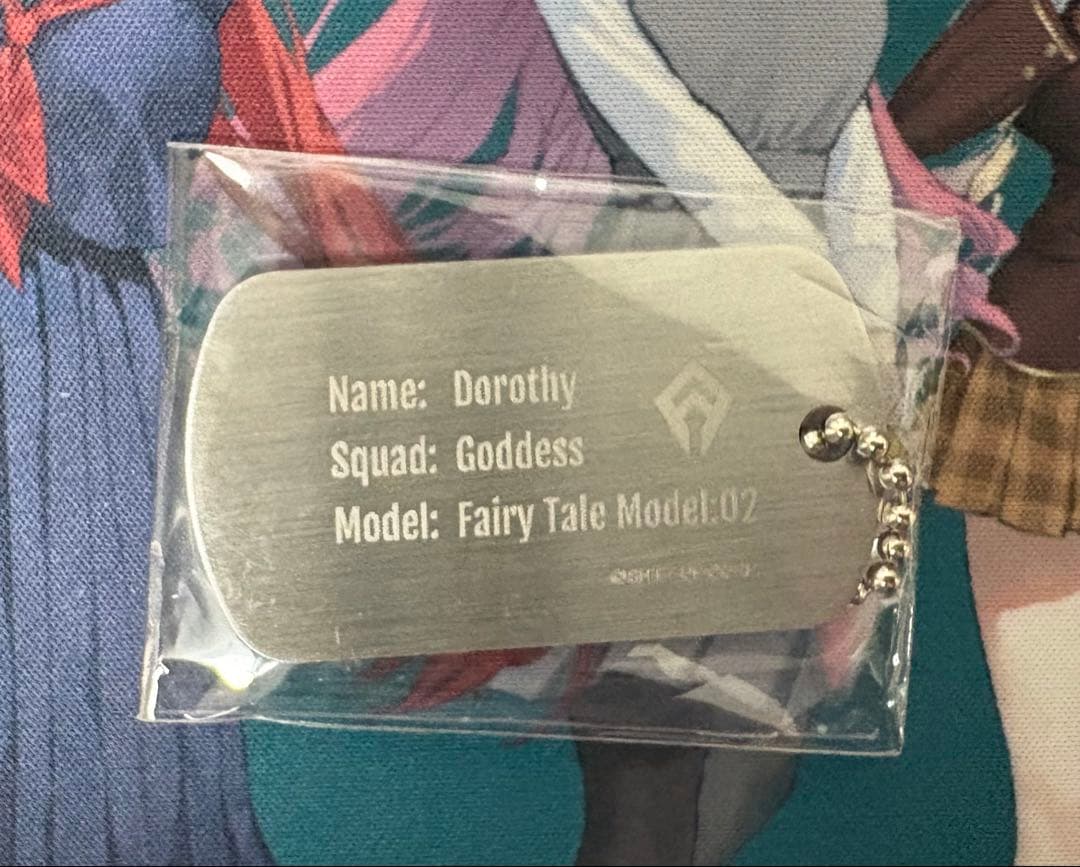 Name: Dorothy
Squad: Goddess
Model: Fairy Tale Model:02